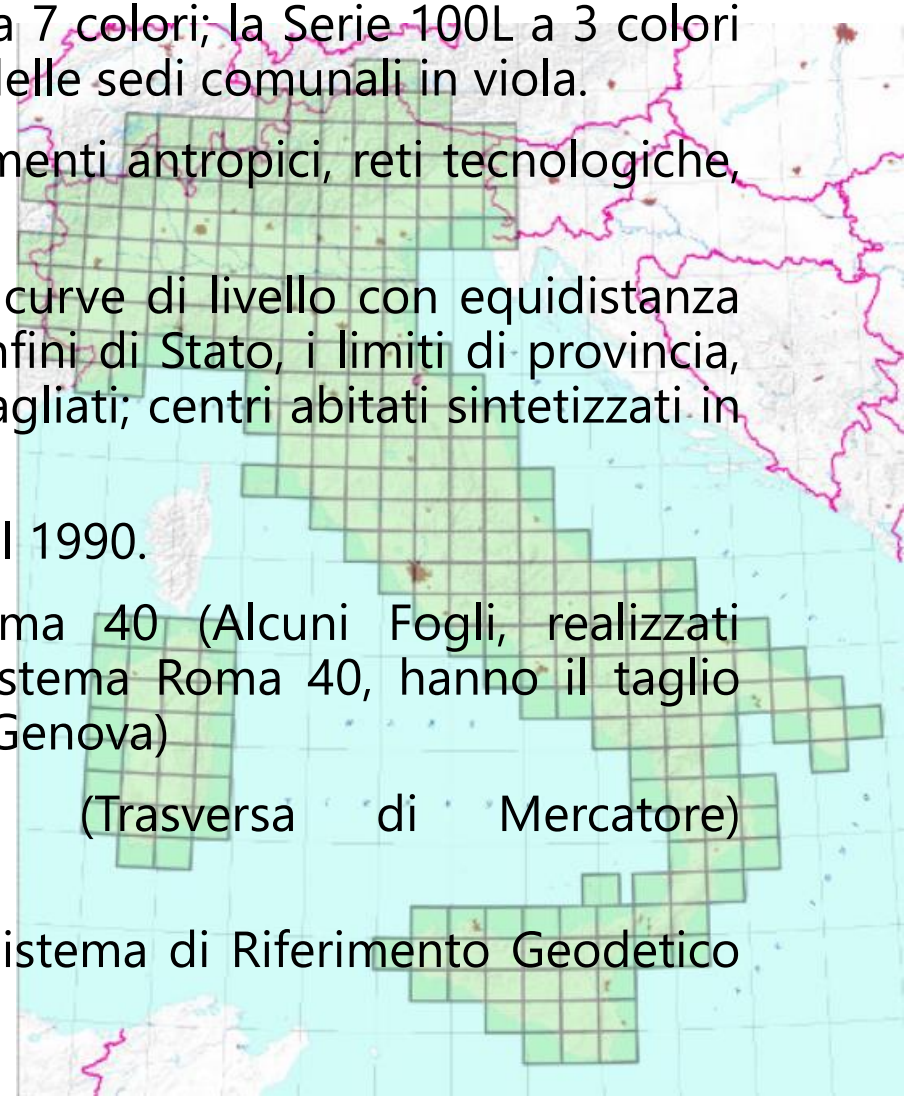 a 7 colori; la Serie 100L a 3 colori
delle sedi comunali in viola.
menti antropici, reti tecnologiche,
curve di livello con equidistanza
nfini di Stato, i limiti di provincia,
agliati; centri abitati sintetizzati in
l 1990.
ma 40 (Alcuni Fogli, realizzati
istema Roma 40, hanno il taglio
Genova)
(Trasversa di Mercatore)
istema di Riferimento Geodetico